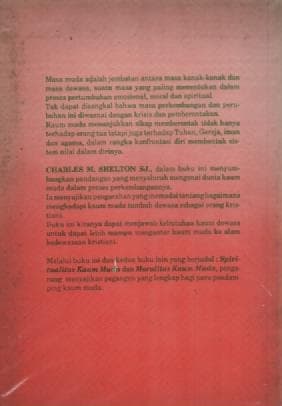 Masa muda adalah jembatan antara masa kanak-kanak dan
masa dewasa, suatu masa yang paling menentukan dalam
proses pertumbuhan emosional, moral dan spiritual.
Tak dapat disangkal bahwa masa perkembangan dan peru-
bahan ini diwarnai dengan krisis dan pemberontakan.
Kaum muda menunjukkan sikap memberontak tidak hanya
terhadap orang tua tetapi juga terhadap Tuhan, Gereja, iman
dan agama, dalam rangka konfrontasi diri membentuk sis-
tem nilai dalam dirinya.
CHARLES M. SHELTON SJ., dalam buku ini menyum-
bangkan pandangan yang menyeluruh mengenai dunia kaum
muda dalam proses perkembangannya.
Ia menyajikan pengarahan yang memadai tentang bagaimana
menghadapi kaum muda tumbuh dewasa sebagai orang kris-
tiani.
Buku ini kiranya dapat menjawab kebutuhan kaum dewasa
untuk dapat lebih mampu mengantar kaum muda ke alam
kedewasaan kristiani.
Melalui buku ini dan kedua buku lain yang berjudul : Spiri-
tualitas Kaum Muda dan Moralitas Kaum Muda, penga-
rang menyajikan pegangan yang lengkap bagi para pendam-
ping kaum muda.